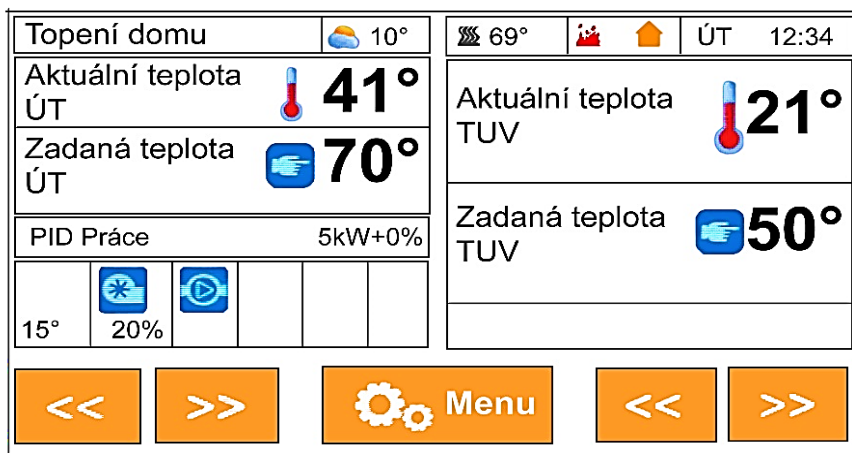 Topení domu 10°
Aktuální teplota
ÚT
41°
Zadaná teplota
ÚT
70°
PID Práce 5kW+0%
15° 20%
69° ÚT 12:34
Aktuální teplota
TUV
21°
Zadaná teplota
TUV
50°
<< >> Menu << >>